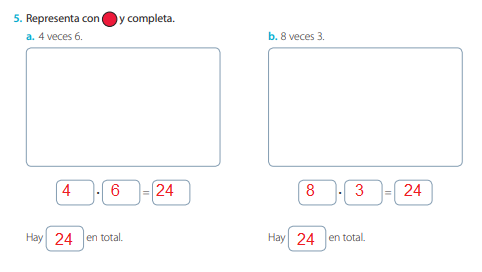 5. Representa con y completa.
a. 4 veces 6.
b. 8 veces 3.
4 · 6 = 24
8 · 3 = 24
Hay 24 en total.
Hay 24 en total.